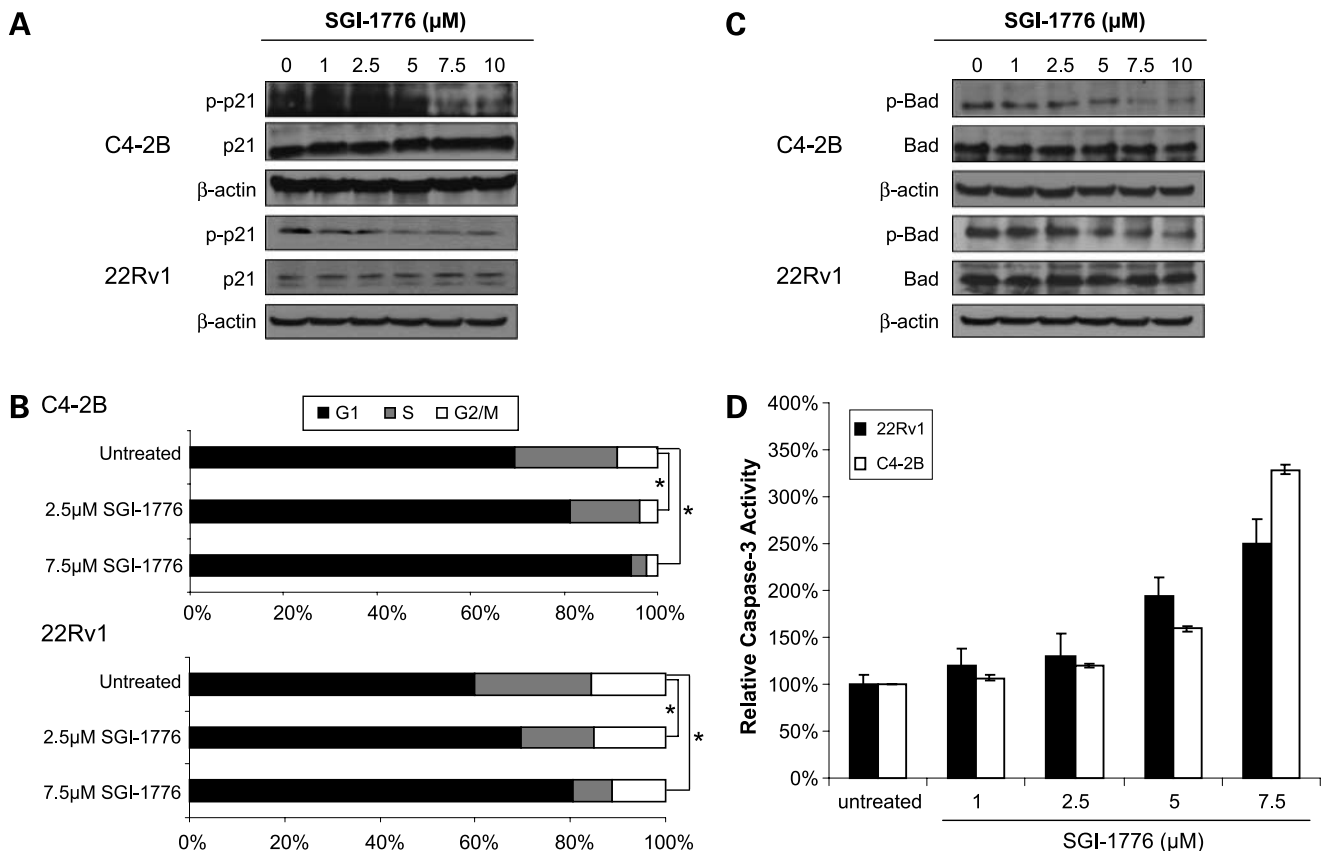 A
SGI-1776 (µM)
0 1 2.5 5 7.5 10
C4-2B
p-p21
p21
β-actin
22Rv1
p-p21
p21
β-actin
C
SGI-1776 (µM)
0 1 2.5 5 7.5 10
C4-2B
p-Bad
Bad
β-actin
22Rv1
p-Bad
Bad
β-actin
B
C4-2B
G1 S G2/M
Untreated
*
2.5µM SGI-1776
*
7.5µM SGI-1776
0% 20% 40% 60% 80% 100%
22Rv1
Untreated
*
2.5µM SGI-1776
*
7.5µM SGI-1776
0% 20% 40% 60% 80% 100%
D
Relative Caspase-3 Activity
400%
350%
300%
250%
200%
150%
100%
50%
0%
22Rv1
C4-2B
untreated 1 2.5 5 7.5
SGI-1776 (µM)